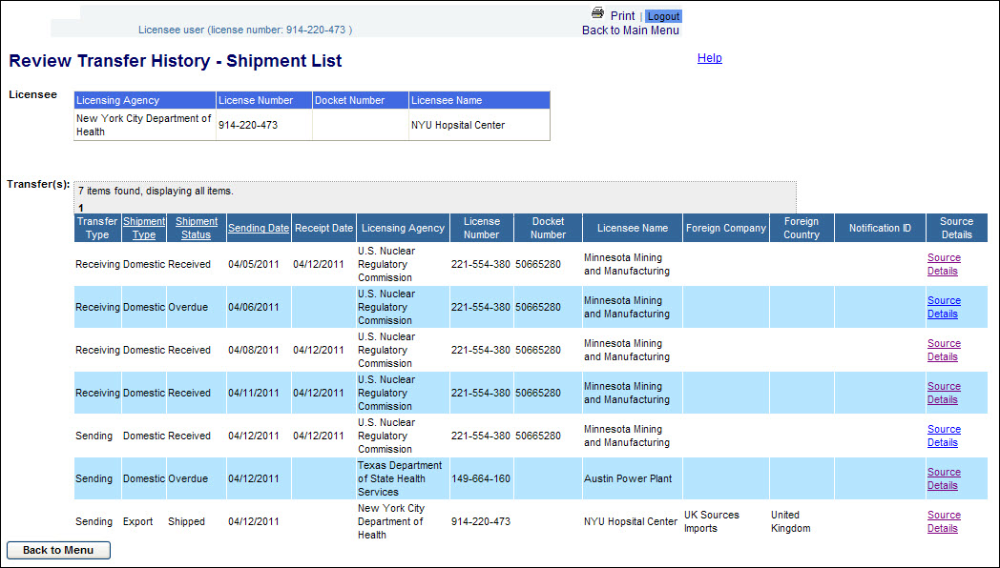 Print | Logout
Licensee user (license number: 914-220-473 )
Back to Main Menu
Review Transfer History - Shipment List
Help
Licensee
Licensing Agency License Number Docket Number Licensee Name
New York City Department of
Health
914-220-473
NYU Hopsital Center
Transfer(s):
7 items found, displaying all items.
1
Transfer
Type
Shipment
Type
Shipment
Status
Sending Date
Receipt Date
Licensing Agency
License
Number
Docket
Number
Licensee Name
Foreign Company
Foreign
Country
Notification ID
Source
Details
Receiving Domestic Received 04/05/2011 04/12/2011
U.S. Nuclear
Regulatory
Commission
221-554-380 50665280
Minnesota Mining
and Manufacturing
Source
Details
Receiving Domestic Overdue 04/06/2011
U.S. Nuclear
Regulatory
Commission
221-554-380 50665280
Minnesota Mining
and Manufacturing
Source
Details
Receiving Domestic Received 04/08/2011 04/12/2011
U.S. Nuclear
Regulatory
Commission
221-554-380 50665280
Minnesota Mining
and Manufacturing
Source
Details
Receiving Domestic Received 04/11/2011 04/12/2011
U.S. Nuclear
Regulatory
Commission
221-554-380 50665280
Minnesota Mining
and Manufacturing
Source
Details
Sending Domestic Received 04/12/2011 04/12/2011
U.S. Nuclear
Regulatory
Commission
221-554-380 50665280
Minnesota Mining
and Manufacturing
Source
Details
Sending Domestic Overdue 04/12/2011
Texas Department
of State Health
Services
149-664-160
Austin Power Plant
Source
Details
Sending Export Shipped 04/12/2011
New York City
Department of
Health
914-220-473
NYU Hopsital Center
UK Sources
Imports
United
Kingdom
Source
Details
Back to Menu